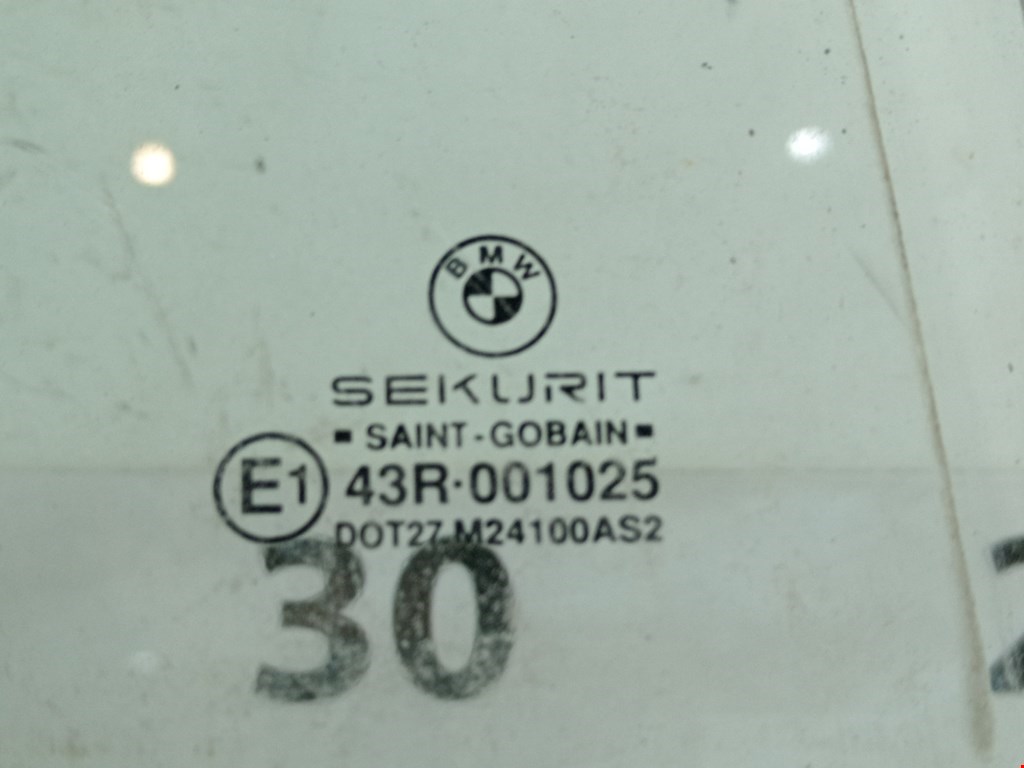 BMW
SEKURIT
SAINT-GOBAIN
E1 43R·001025
DOT27 M24100AS2
30